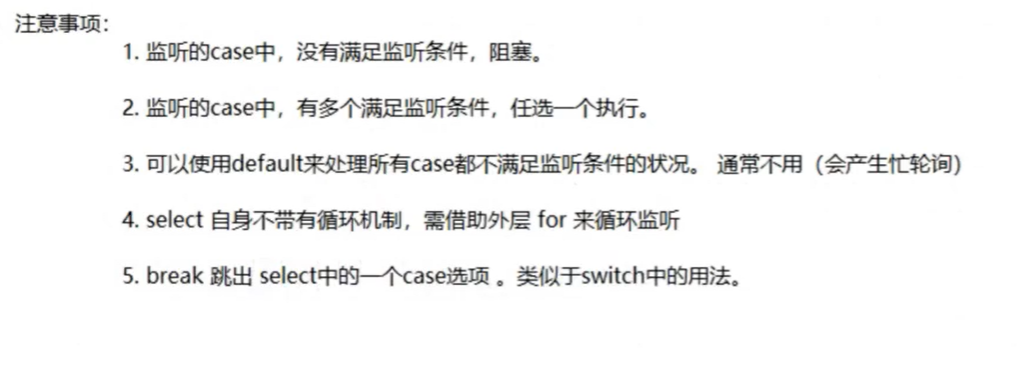 注意事项：
1. 监听的case中，没有满足监听条件，阻塞。
2. 监听的case中，有多个满足监听条件，任选一个执行。
3. 可以使用default来处理所有case都不满足监听条件的状况。 通常不用（会产生忙轮询）
4. select 自身不带有循环机制，需借助外层 for 来循环监听
5. break 跳出 select中的一个case选项 。类似于switch中的用法。